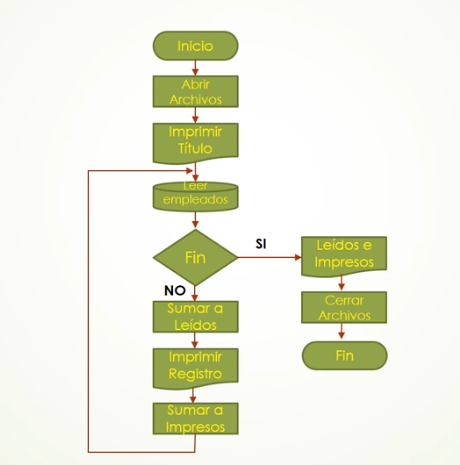 Inicio
Abrir
Archivos
Imprimir
Título
Leer
empleados
Fin
SI
NO
Leídos e
Impresos
Sumar a
Leídos
Cerrar
Archivos
Imprimir
Registro
Fin
Sumar a
Impresos